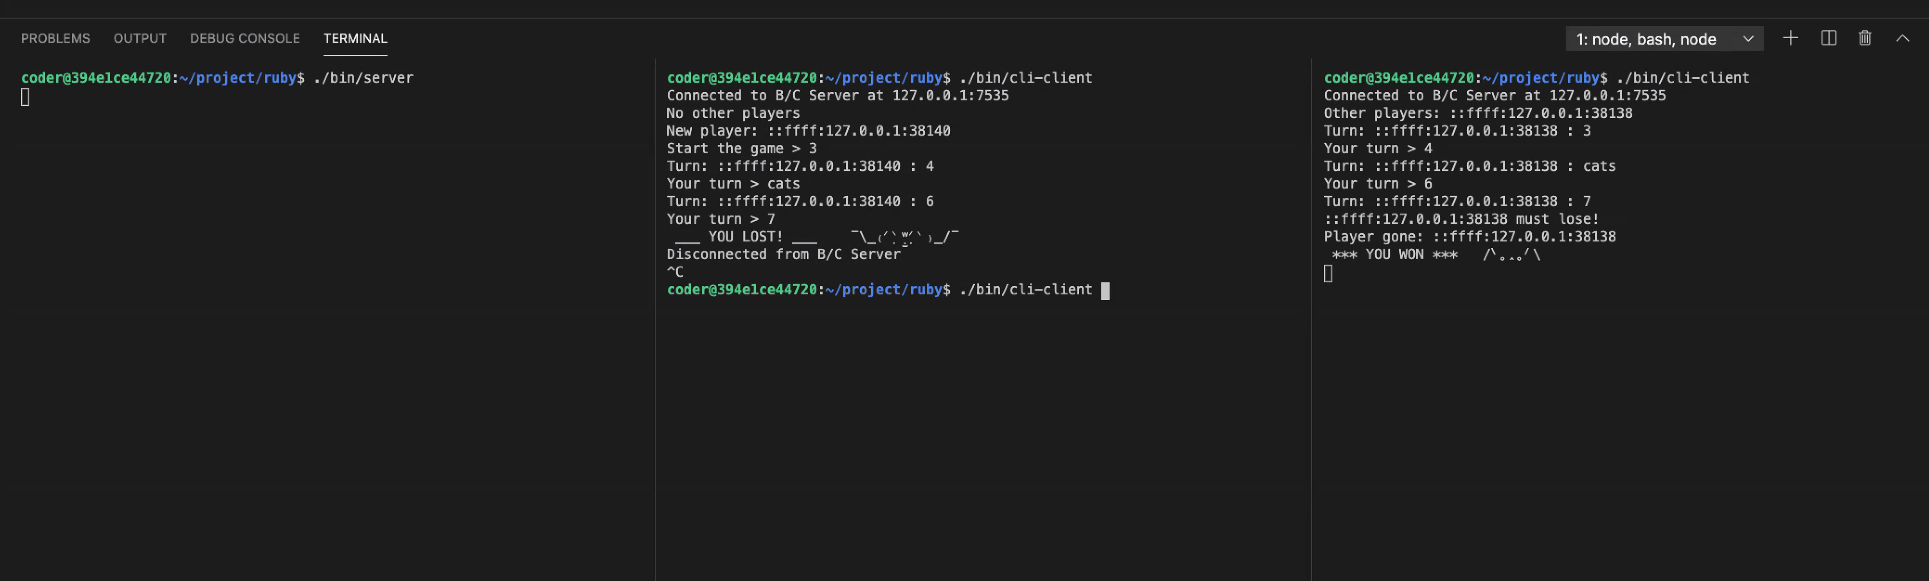 PROBLEMS OUTPUT DEBUG CONSOLE TERMINAL
1: node, bash, node
coder@394e1ce44720:~/project/ruby$ ./bin/server
coder@394e1ce44720:~/project/ruby$ ./bin/cli-client
Connected to B/C Server at 127.0.0.1:7535
No other players
New player: ::ffff:127.0.0.1:38140
Start the game > 3
Turn: ::ffff:127.0.0.1:38140 : 4
Your turn > cats
Turn: ::ffff:127.0.0.1:38140 : 6
Your turn > 7
___ YOU LOST! ___
Disconnected from B/C Server
^C
coder@394e1ce44720:~/project/ruby$ ./bin/cli-client
coder@394e1ce44720:~/project/ruby$ ./bin/cli-client
Connected to B/C Server at 127.0.0.1:7535
Other players: ::ffff:127.0.0.1:38138
Turn: ::ffff:127.0.0.1:38138 : 3
Your turn > 4
Turn: ::ffff:127.0.0.1:38138 : cats
Your turn > 6
Turn: ::ffff:127.0.0.1:38138 : 7
::ffff:127.0.0.1:38138 must lose!
Player gone: ::ffff:127.0.0.1:38138
*** YOU WON ***